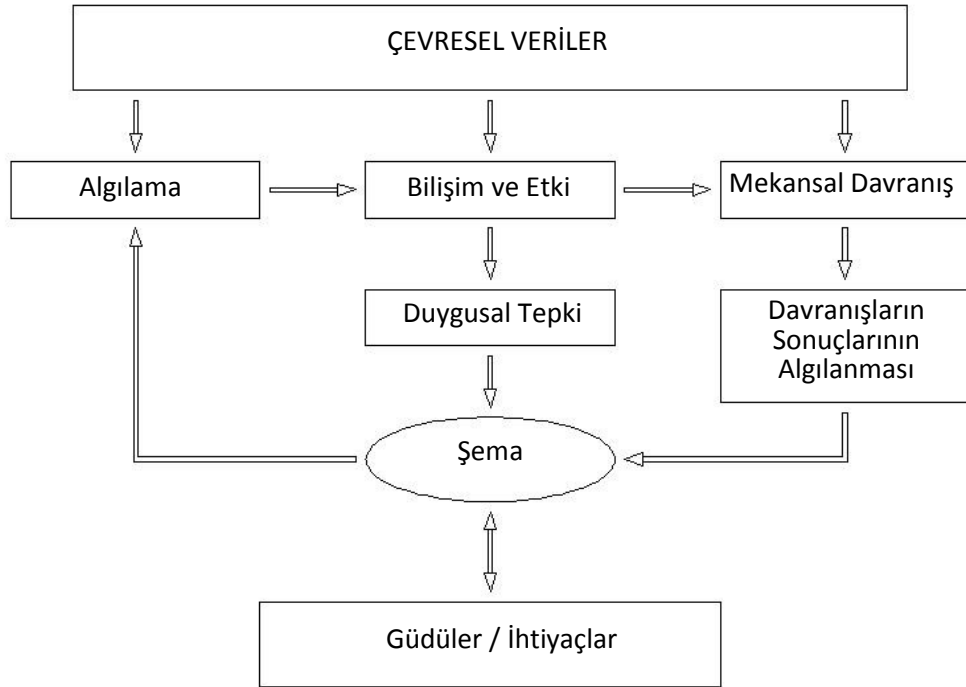 ÇEVRESEL VERİLER
Algılama
Bilişim ve Etki
Mekansal Davranış
Duygusal Tepki
Davranışların
Sonuçlarının
Algılanması
Şema
Güdüler / İhtiyaçlar